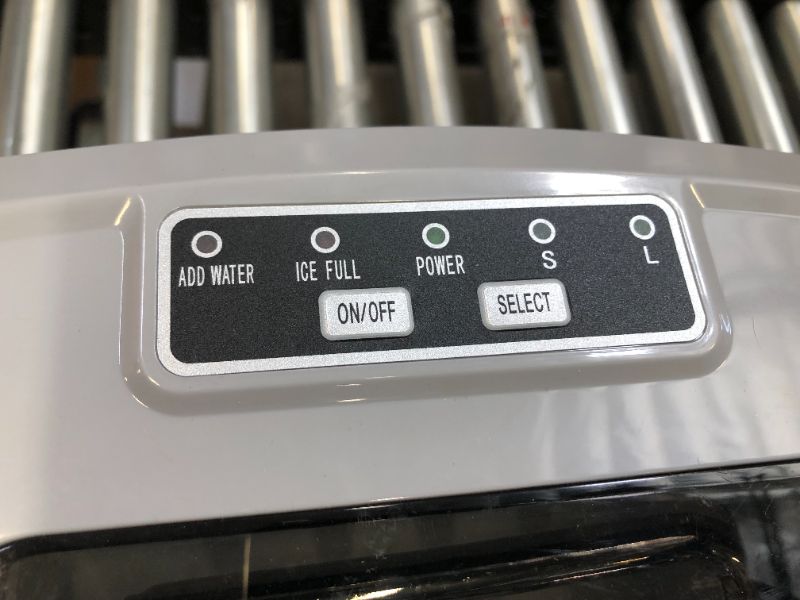 ADD WATER
ICE FULL
POWER
S
L
ON/OFF
SELECT